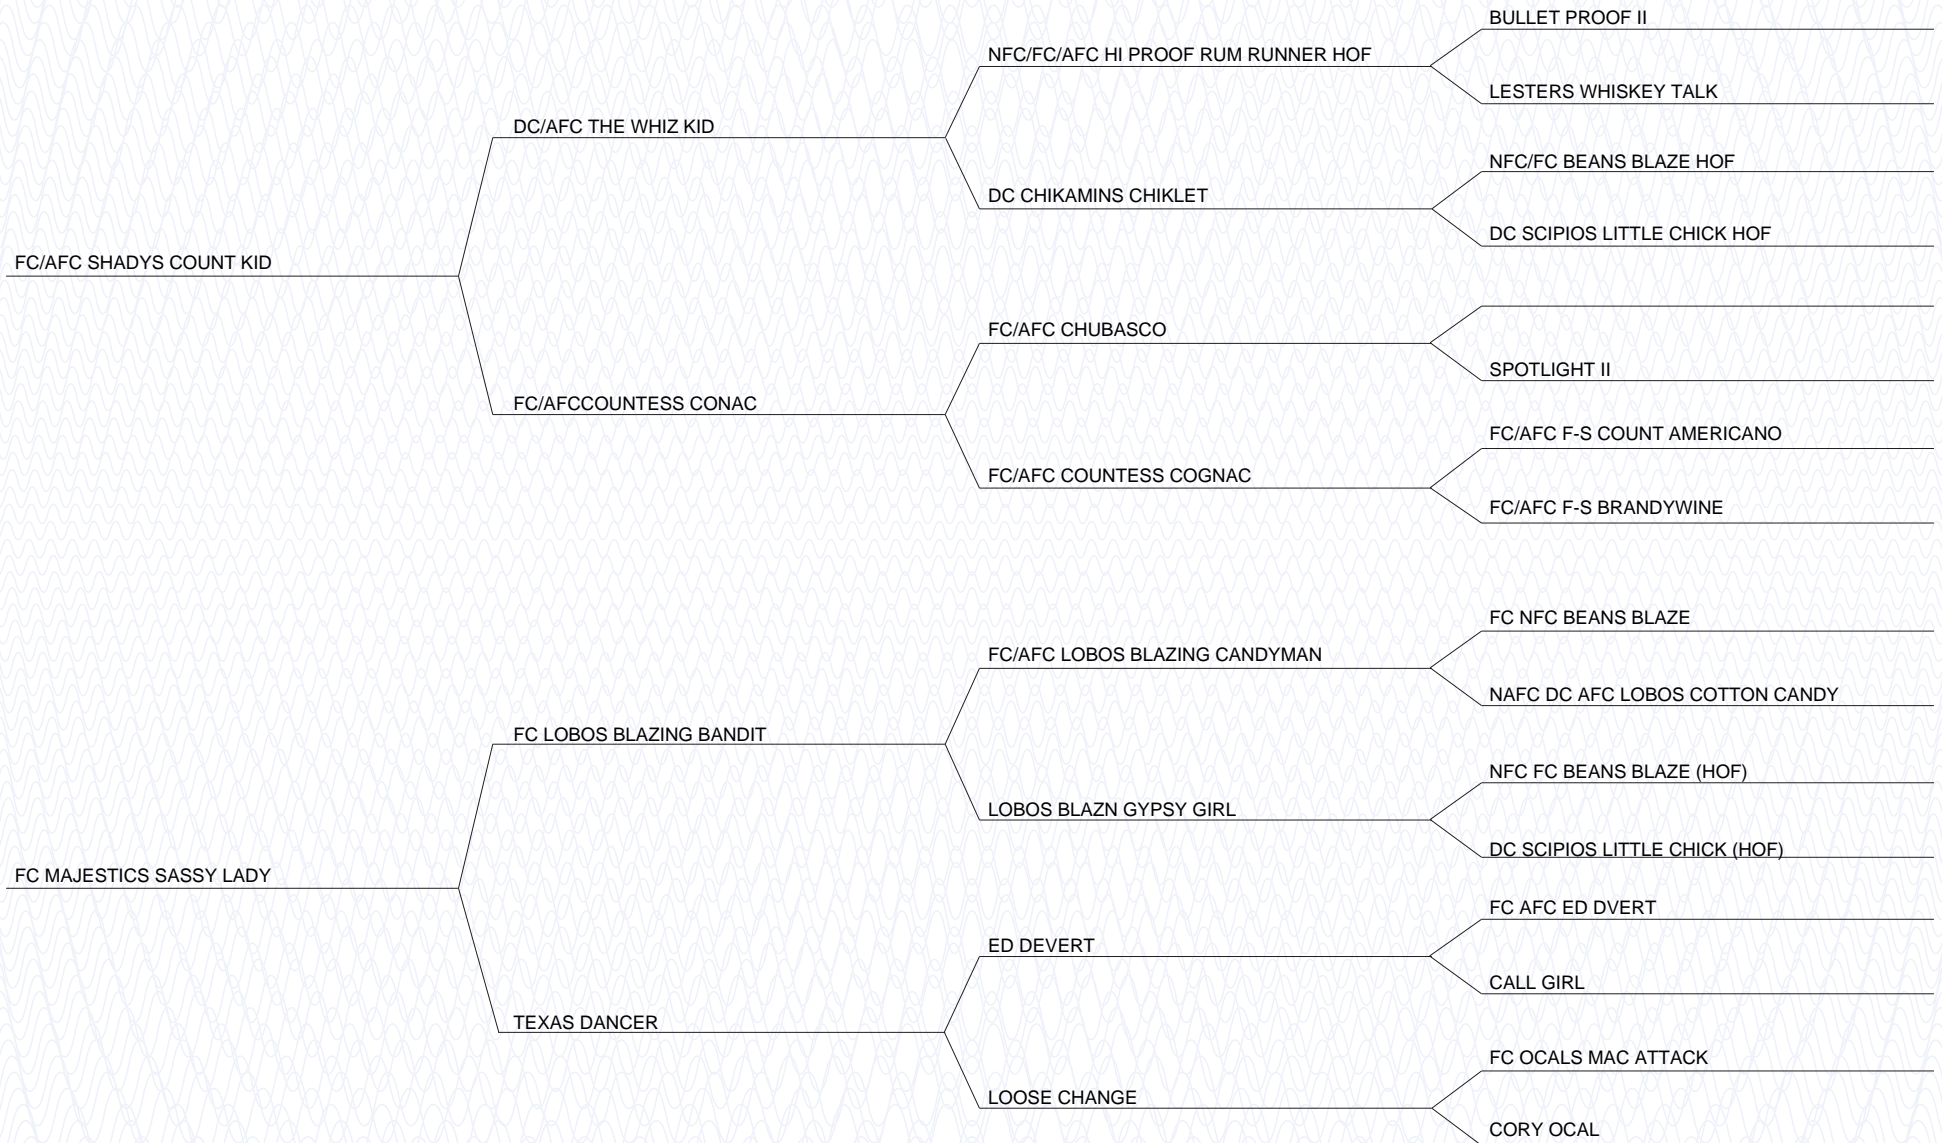 BULLET PROOF II
NFC/FC/AFC HI PROOF RUM RUNNER HOF
LESTERS WHISKEY TALK
DC/AFC THE WHIZ KID
NFC/FC BEANS BLAZE HOF
DC CHIKAMINS CHIKLET
DC SCIPIOS LITTLE CHICK HOF
FC/AFC SHADYS COUNT KID
FC/AFC CHUBASCO
SPOTLIGHT II
FC/AFCCOUNTESS CONAC
FC/AFC F-S COUNT AMERICANO
FC/AFC COUNTESS COGNAC
FC/AFC F-S BRANDYWINE
FC NFC BEANS BLAZE
FC/AFC LOBOS BLAZING CANDYMAN
NAFC DC AFC LOBOS COTTON CANDY
FC LOBOS BLAZING BANDIT
NFC FC BEANS BLAZE (HOF)
LOBOS BLAZN GYPSY GIRL
DC SCIPIOS LITTLE CHICK (HOF)
FC MAJESTICS SASSY LADY
FC AFC ED DVERT
ED DEVERT
CALL GIRL
TEXAS DANCER
FC OCALS MAC ATTACK
LOOSE CHANGE
CORY OCAL